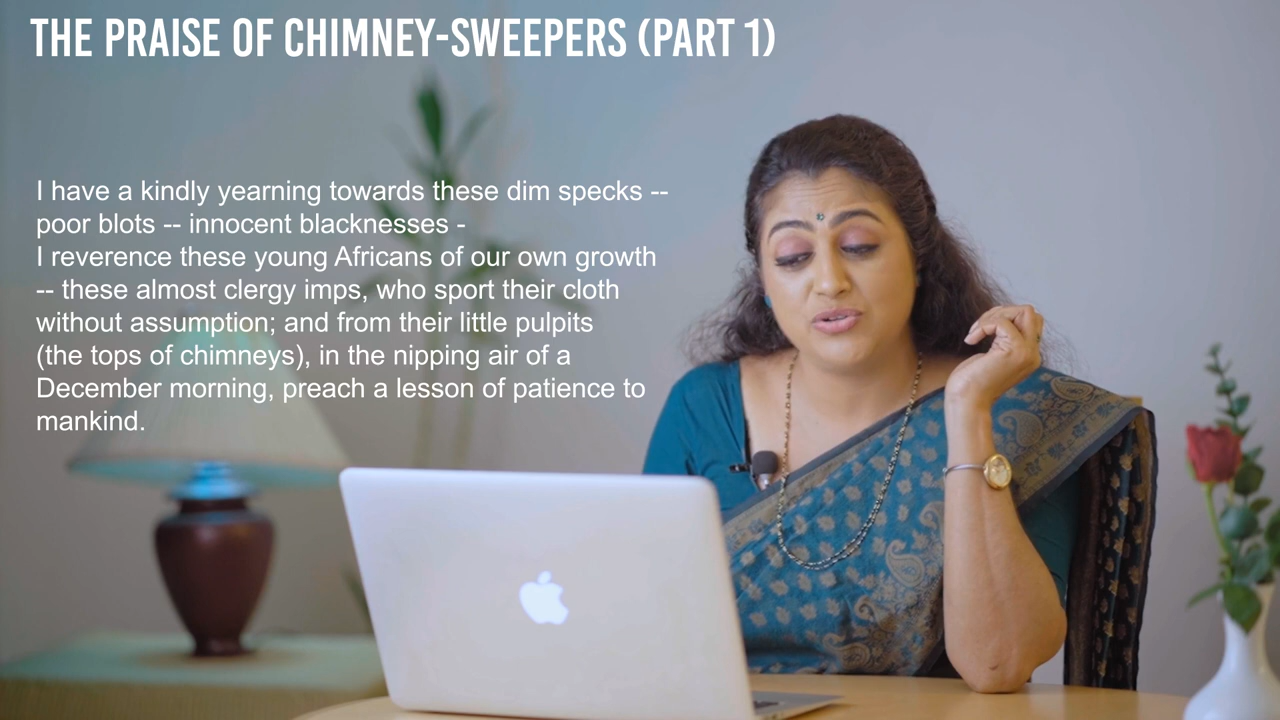 THE PRAISE OF CHIMNEY-SWEEPERS (PART 1)
I have a kindly yearning towards these dim specks --
poor blots -- innocent blacknesses -
I reverence these young Africans of our own growth
-- these almost clergy imps, who sport their cloth
without assumption; and from their little pulpits
(the tops of chimneys), in the nipping air of a
December morning, preach a lesson of patience to
mankind.